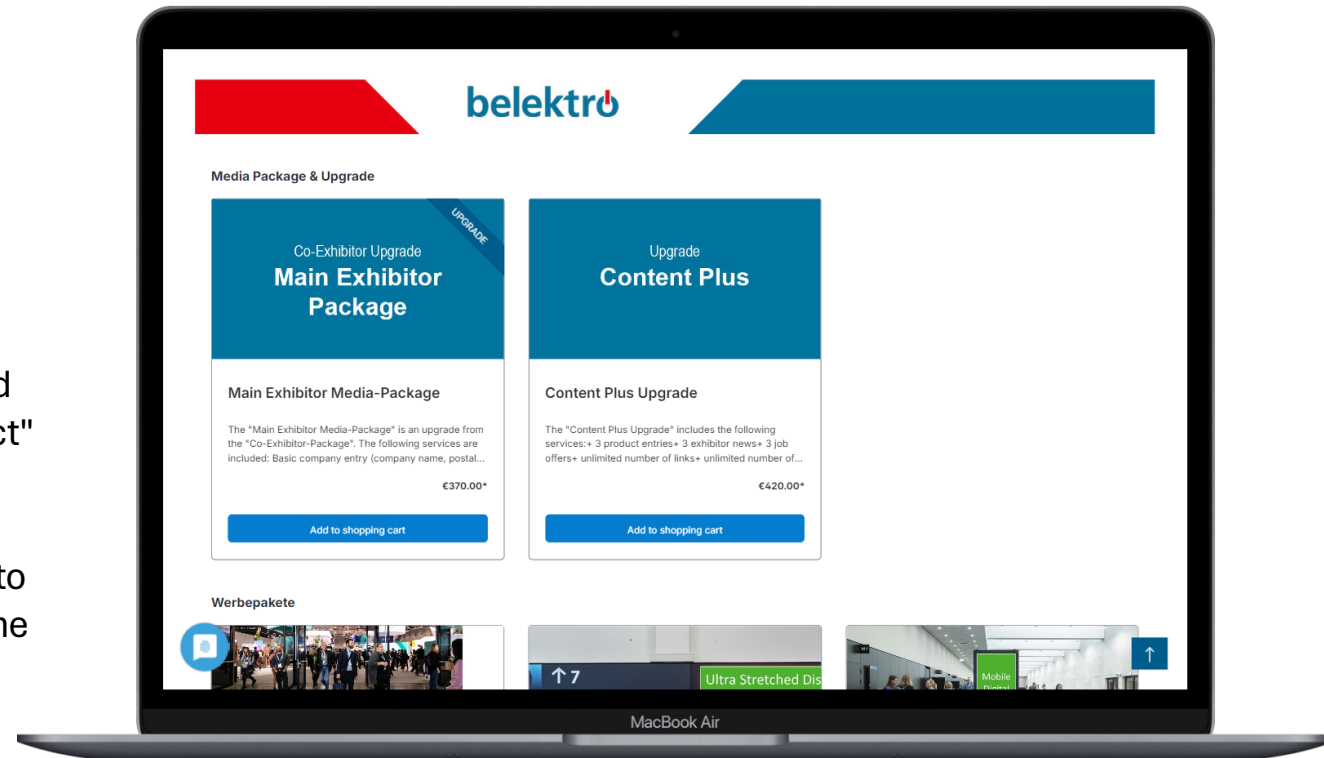 belektro
Media Package & Upgrade
UPGRADE
Co-Exhibitor Upgrade
Main Exhibitor
Package
Upgrade
Content Plus
Main Exhibitor Media-Package
The "Main Exhibitor Media-Package" is an upgrade from
the "Co-Exhibitor-Package". The following services are
included: Basic company entry (company name, postal...
€370.00*
Add to shopping cart
Content Plus Upgrade
The "Content Plus Upgrade" includes the following
services:+ 3 product entries+ 3 exhibitor news+ 3 job
offers+ unlimited number of links+ unlimited number of...
€420.00*
Add to shopping cart
ct"
to
Werbepakete
↑ 7
Ultra Stretched Dis
Mobile
↑
MacBook Air